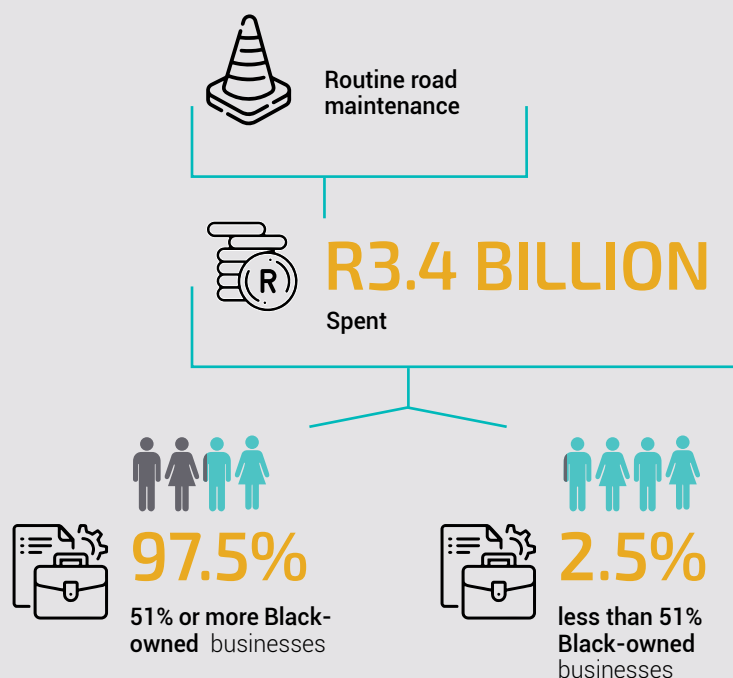 Routine road
maintenance
R
R3.4 BILLION
Spent
97.5%
51% or more Black-
owned businesses
2.5%
less than 51%
Black-owned
businesses